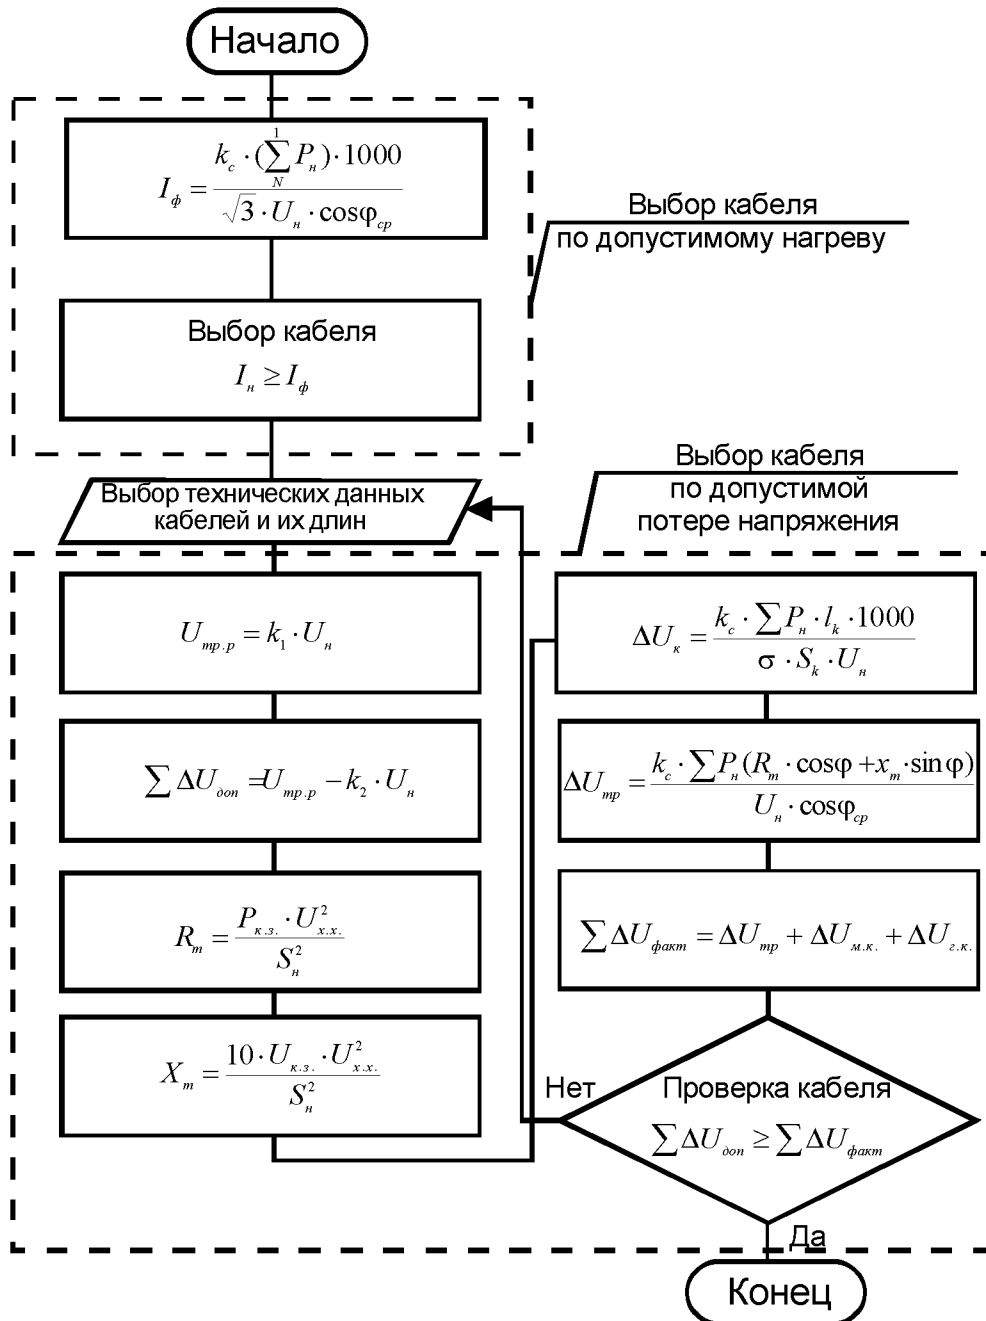 Начало
I_ф = k_c · (∑_N^1 P_н) · 1000 / √3 · U_н · cosφ_ср
Выбор кабеля
по допустимому нагреву
Выбор кабеля
I_н ≥ I_ф
Выбор технических данных
кабелей и их длин
Выбор кабеля
по допустимой
потере напряжения
U_тр.р = k_1 · U_н
∑ΔU_доп = U_тр.р − k_2 · U_н
R_т = P_к.з. · U²_х.х. / S²_н
X_т = 10 · U_к.з. · U²_х.х. / S²_н
ΔU_к = k_c · ∑P_н · l_k · 1000 / σ · S_k · U_н
ΔU_тр = k_c · ∑P_н (R_т · cosφ + x_т · sinφ) / U_н · cosφ_ср
∑ΔU_факт = ΔU_тр + ΔU_м.к. + ΔU_г.к.
Нет
Проверка кабеля
∑ΔU_доп ≥ ∑ΔU_факт
Да
Конец